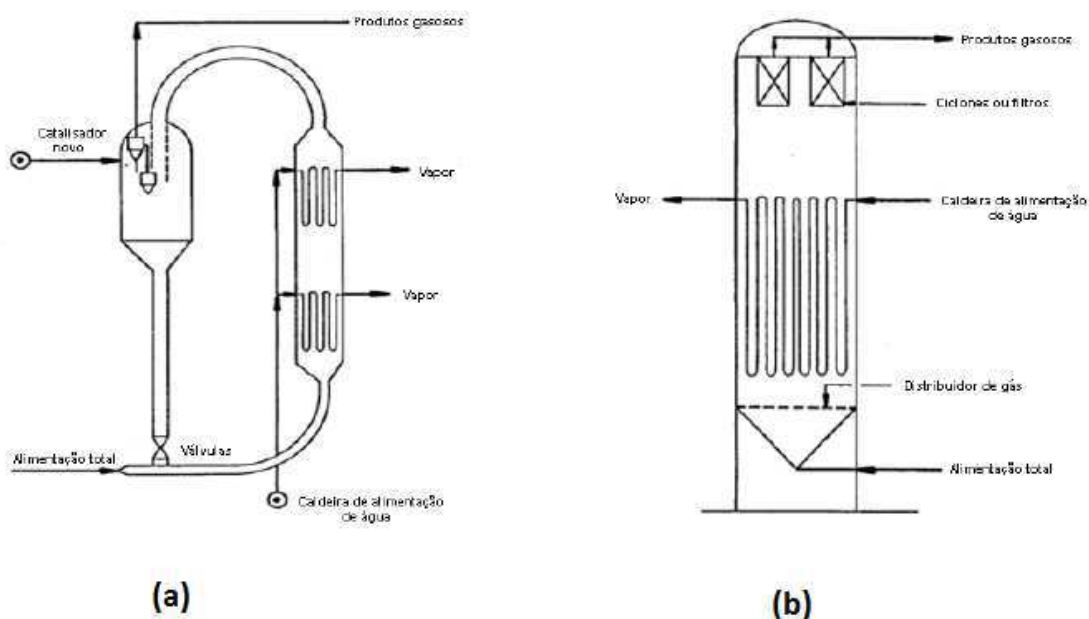 Produtos gasosos
Catalisador
novo
Vapor
Vapor
Válvulas
Alimentação total
Caldeira de alimentação
de água
(a)
Produtos gasosos
Ciclones ou filtros
Vapor
Caldeira de alimentação
de água
Distribuidor de gás
Alimentação total
(b)